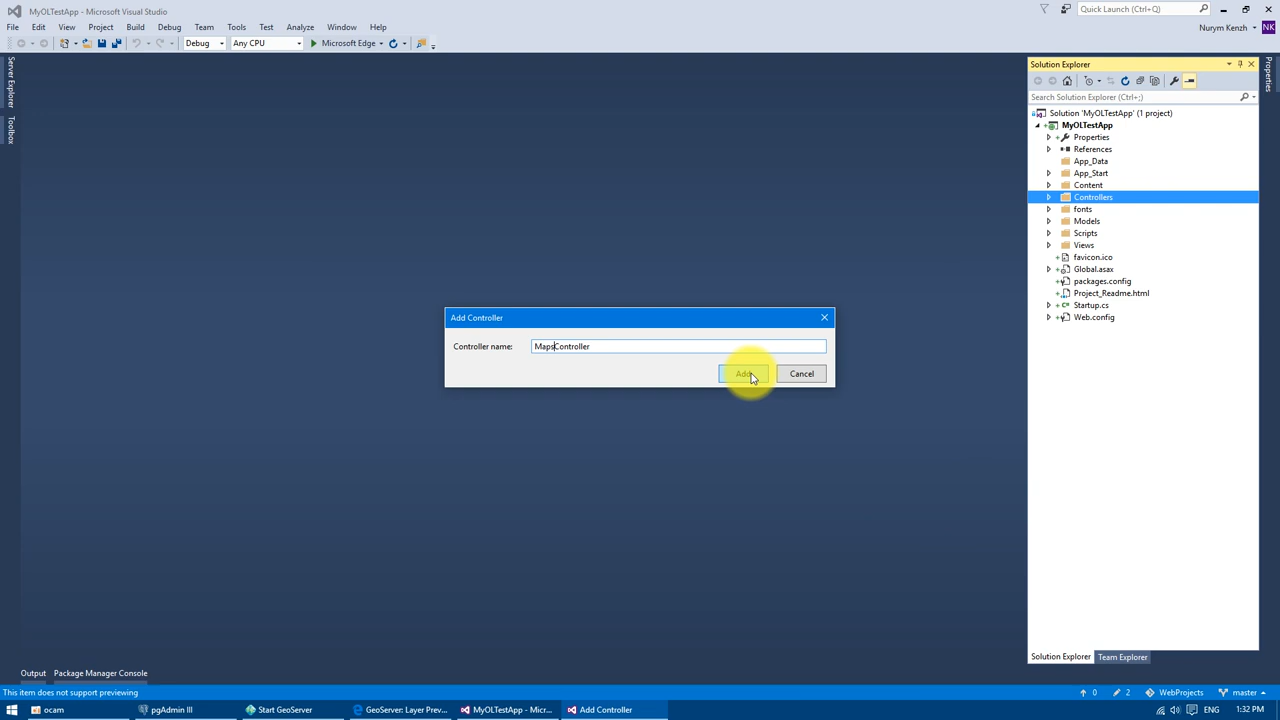 MyOLTestApp - Microsoft Visual Studio
Quick Launch (Ctrl+Q)
File Edit View Project Build Debug Team Tools Test Analyze Window Help
Nurym Kenzh NK
Debug Any CPU Microsoft Edge
Server Explorer
Toolbox
Solution Explorer
Properties
Search Solution Explorer (Ctrl+;)
Solution 'MyOLTestApp' (1 project)
MyOLTestApp
Properties
References
App_Data
App_Start
Content
Controllers
fonts
Models
Scripts
Views
favicon.ico
Global.asax
packages.config
Project_Readme.html
Startup.cs
Web.config
Add Controller
Controller name: MapsController
Add Cancel
Solution Explorer Team Explorer
Output Package Manager Console
This item does not support previewing
0 2 WebProjects master
ocam pgAdmin III Start GeoServer GeoServer: Layer Prev... MyOLTestApp - Micr... Add Controller ENG 1:32 PM